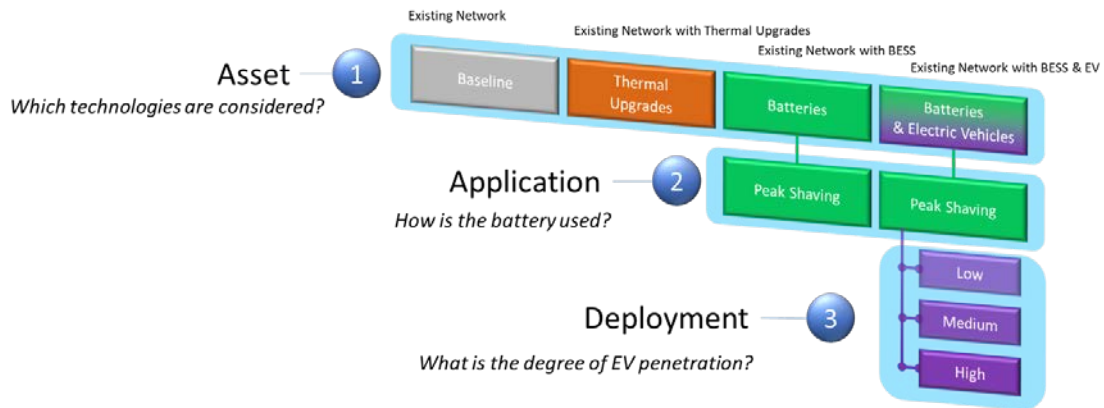 Existing Network
Existing Network with Thermal Upgrades
Existing Network with BESS
Existing Network with BESS & EV
Asset
1
Which technologies are considered?
Baseline
Thermal
Upgrades
Batteries
Batteries
& Electric Vehicles
Application
2
How is the battery used?
Peak Shaving
Peak Shaving
Deployment
3
What is the degree of EV penetration?
Low
Medium
High